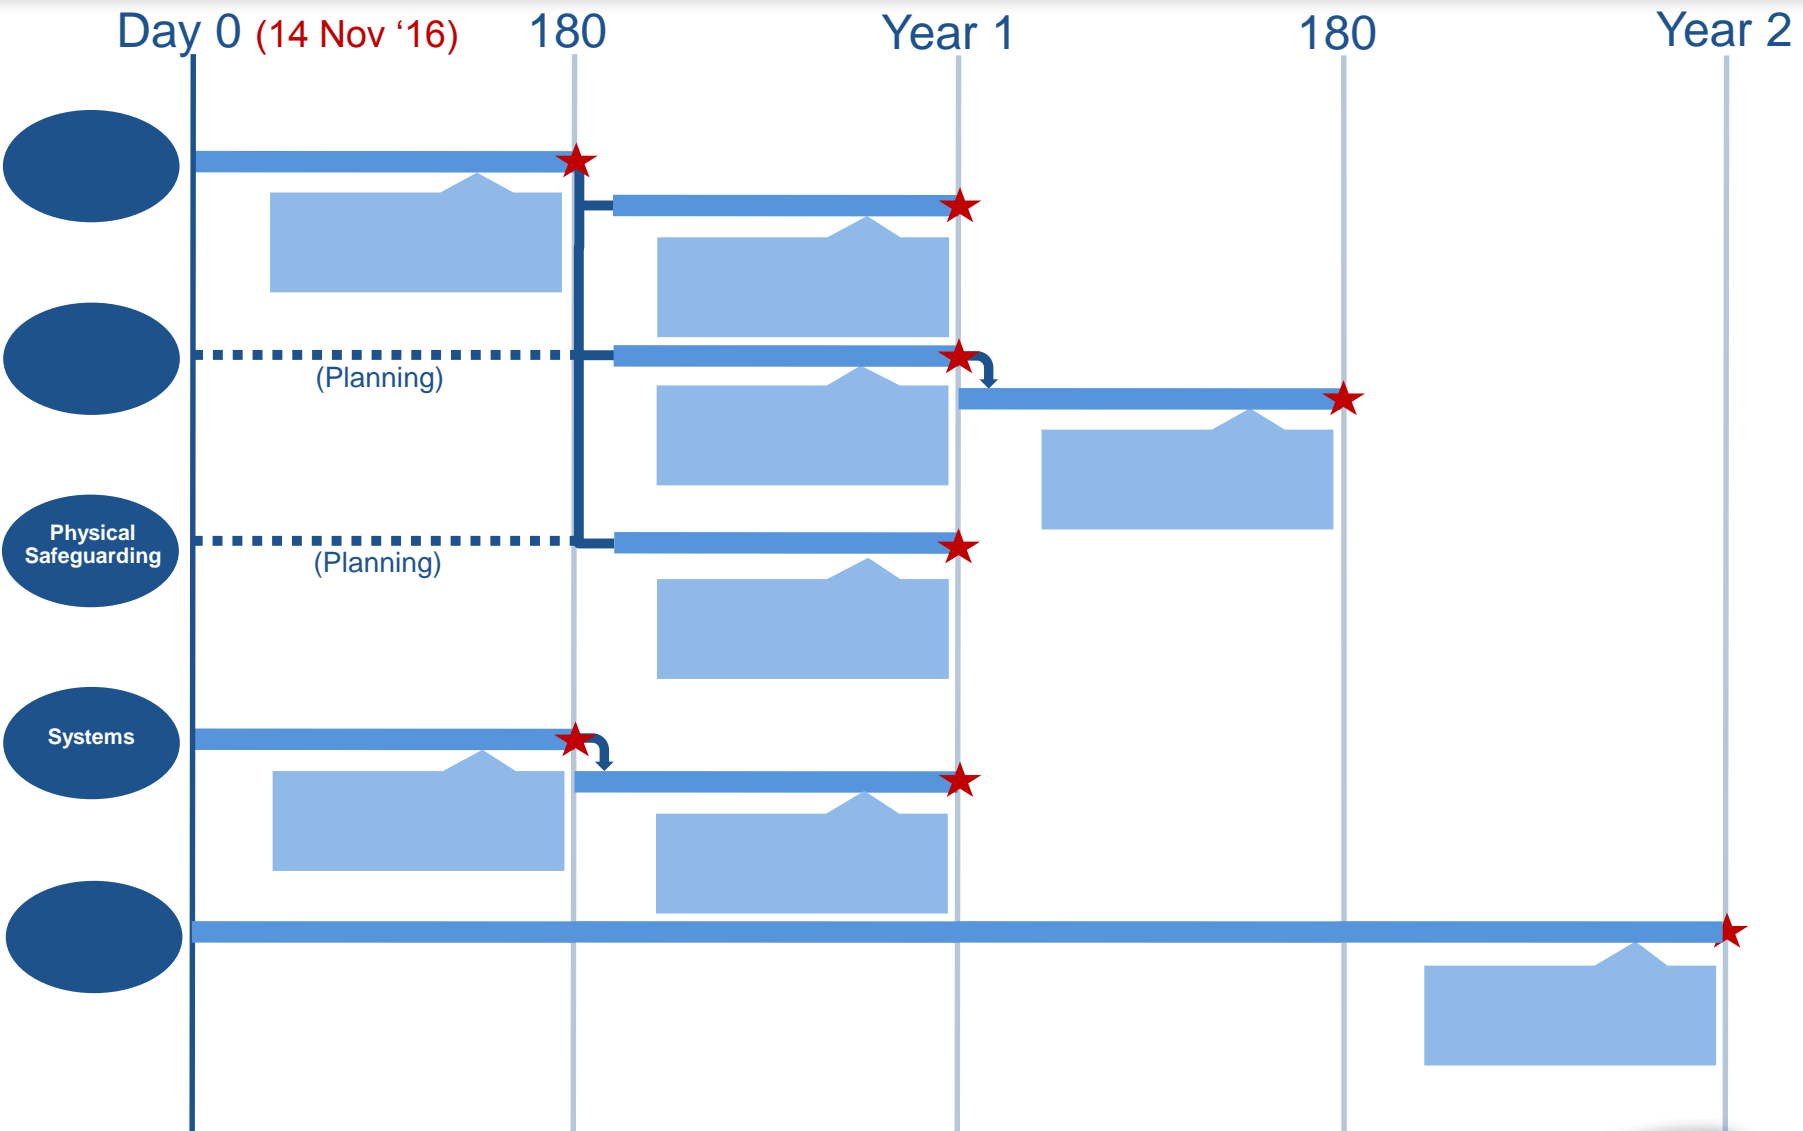 Day 0 (14 Nov ‘16) 180 Year 1 180 Year 2
(Planning)
Physical
Safeguarding
(Planning)
Systems